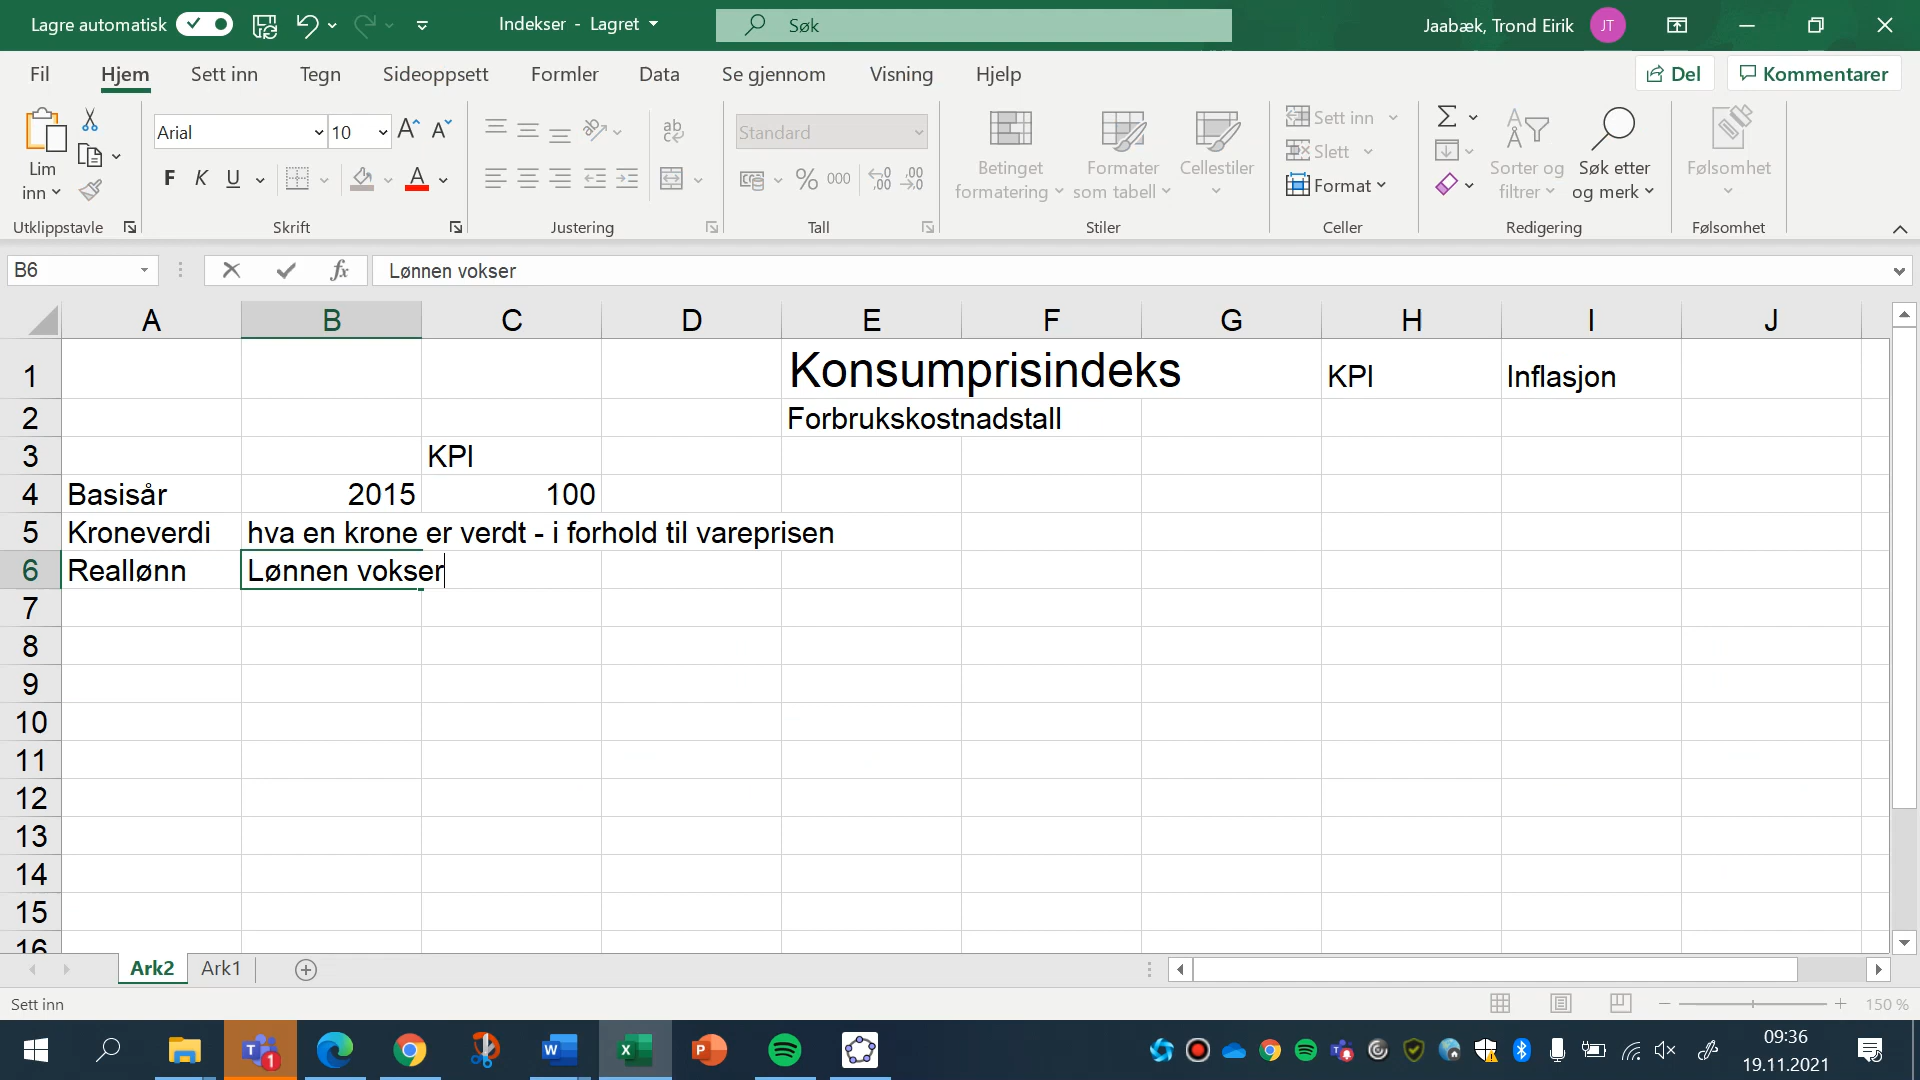 Lagre automatisk
Indekser - Lagret
Søk
Jaabæk, Trond Eirik
JT
Fil
Hjem
Sett inn
Tegn
Sideoppsett
Formler
Data
Se gjennom
Visning
Hjelp
Del
Kommentarer
Lim
inn
Arial
10
F K U
A
ab
Standard
% 000
Betinget
formatering
Formater
som tabell
Cellestiler
Sett inn
Slett
Format
Sorter og
filtrer
Søk etter
og merk
Følsomhet
Utklippstavle
Skrift
Justering
Tall
Stiler
Celler
Redigering
Følsomhet
B6
fx
Lønnen vokser
A B C D E F G H I J
1 Konsumprisindeks KPI Inflasjon
2 Forbrukskostnadstall
3 KPI
4 Basisår 2015 100
5 Kroneverdi hva en krone er verdt - i forhold til vareprisen
6 Reallønn Lønnen vokser
7
8
9
10
11
12
13
14
15
16
Ark2
Ark1
Sett inn
150 %
09:36
19.11.2021